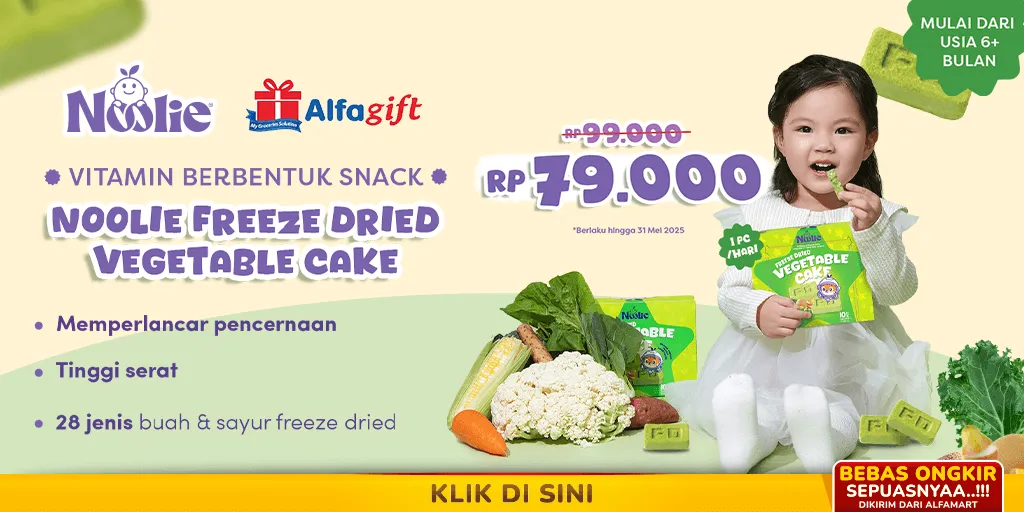 MULAI DARI
USIA 6+
BULAN
Noolie
Alfagift
My Groceries Solution
VITAMIN BERBENTUK SNACK
NOOLIE FREEZE DRIED
VEGETABLE CAKE
RP 99.000
RP 79.000
*Berlaku hingga 31 Mei 2025
• Memperlancar pencernaan
• Tinggi serat
• 28 jenis buah & sayur freeze dried
1 PC
/HARI
Noolie
FREEZE DRIED
VEGETABLE
CAKE
Noolie
KLIK DI SINI
BEBAS ONGKIR
SEPUASNYAA..!!!
DIKIRIM DARI ALFAMART